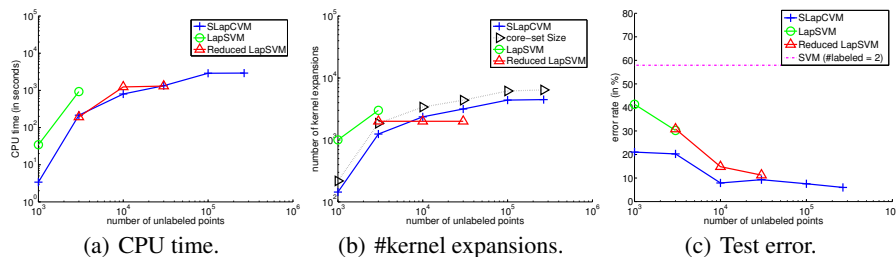 10^5
10^4
10^3
10^2
10^1
10^0
CPU time (in seconds)
SLapCVM
LapSVM
Reduced LapSVM
10^3
10^4
10^5
10^6
number of unlabeled points
(a) CPU time.
10^5
10^4
10^3
10^2
number of kernel expansions
SLapCVM
core-set Size
LapSVM
Reduced LapSVM
10^3
10^4
10^5
10^6
number of unlabeled points
(b) #kernel expansions.
80
70
60
50
40
30
20
10
0
error rate (in %)
SLapCVM
LapSVM
Reduced LapSVM
SVM (#labeled = 2)
10^3
10^4
10^5
number of unlabeled points
(c) Test error.